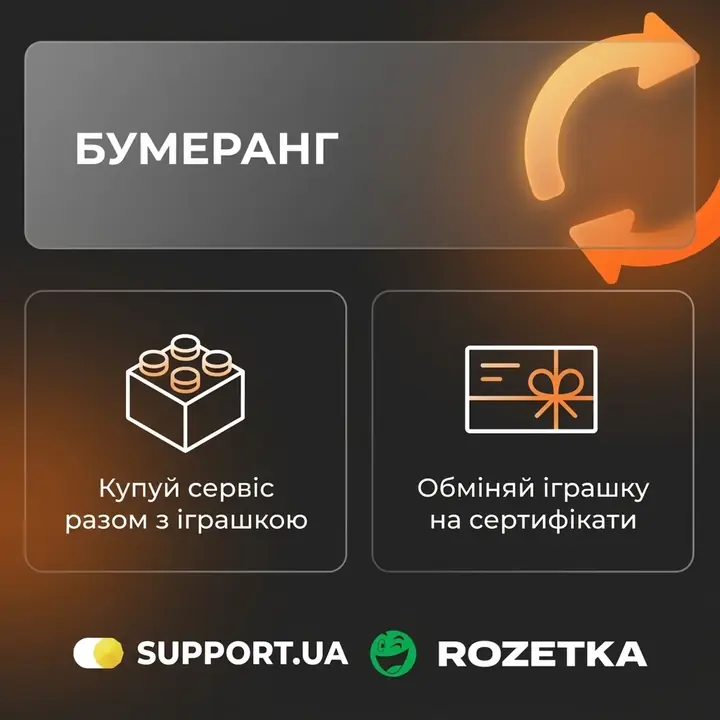 БУМЕРАНГ
Купуй сервіс
разом з іграшкою
Обміняй іграшку
на сертифікати
SUPPORT.UA
ROZETKA